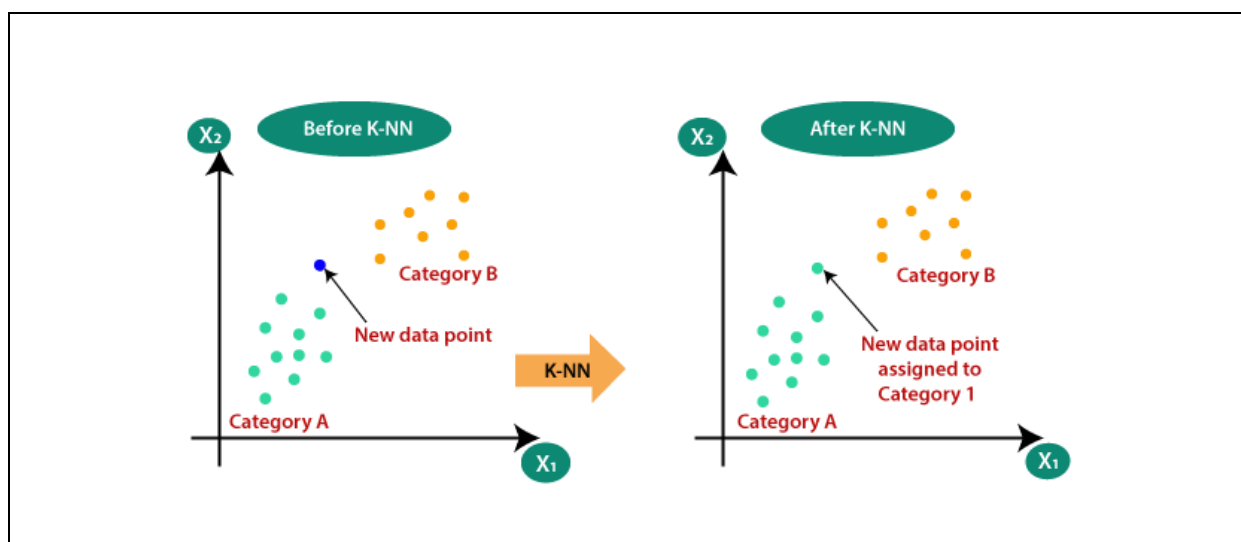 Before K-NN
X₂
Category B
New data point
Category A
X₁
K-NN
After K-NN
X₂
Category B
New data point
assigned to
Category 1
Category A
X₁